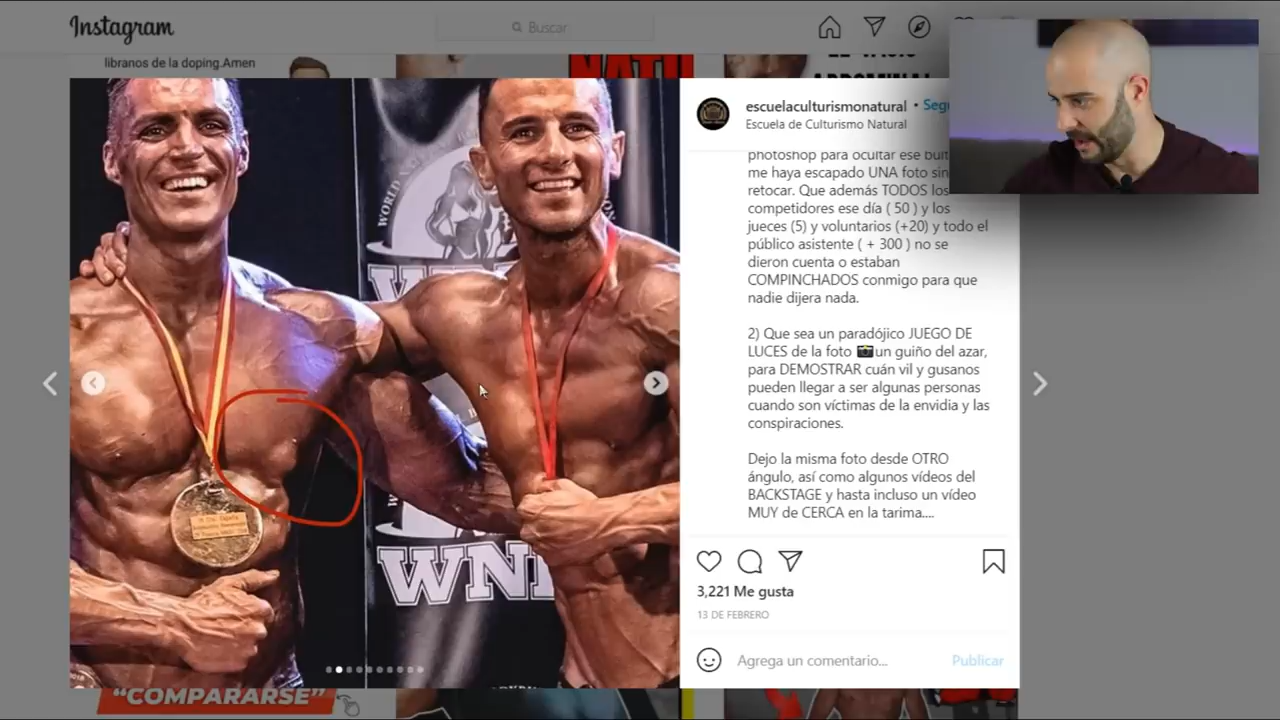 Instagram
Buscar
libranos de la doping.Amen
NATU
ABDOMINAL
escuelaculturismonatural • Seg
Escuela de Culturismo Natural
photoshop para ocultar ese
me haya escapado UNA foto sin
retocar. Que además TODOS los
competidores ese día ( 50 ) y los
jueces (5) y voluntarios (+20) y todo el
público asistente ( + 300 ) no se
dieron cuenta o estaban
COMPINCHADOS conmigo para que
nadie dijera nada.
2) Que sea un paradójico JUEGO DE
LUCES de la foto 📷un guiño del azar,
para DEMOSTRAR cuán vil y gusanos
pueden llegar a ser algunas personas
cuando son víctimas de la envidia y las
conspiraciones.
Dejo la misma foto desde OTRO
ángulo, así como algunos vídeos del
BACKSTAGE y hasta incluso un vídeo
MUY de CERCA en la tarima....
3,221 Me gusta
13 DE FEBRERO
Agrega un comentario... Publicar
WORLD
WN
“COMPARARSE”